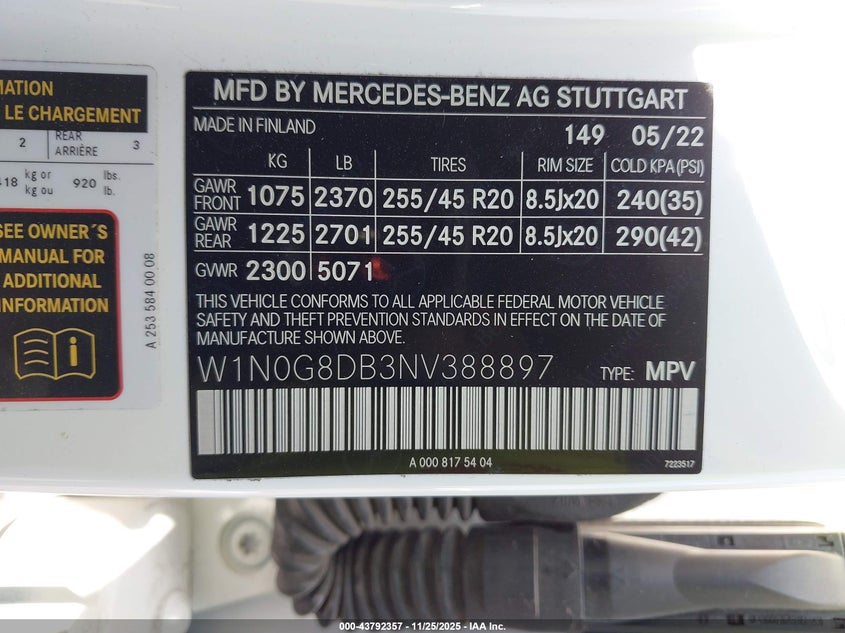 MATION
LE CHARGEMENT
2 REAR ARRIÈRE 3
418 kg or kg ou 920 lbs. lb.
SEE OWNER´S
MANUAL FOR
ADDITIONAL
INFORMATION
A 253 584 00 08
MFD BY MERCEDES-BENZ AG STUTTGART
MADE IN FINLAND 149 05/22
KG LB TIRES RIM SIZE COLD KPA(PSI)
GAWR FRONT 1075 2370 255/45 R20 8.5Jx20 240(35)
GAWR REAR 1225 2701 255/45 R20 8.5Jx20 290(42)
GVWR 2300 5071
THIS VEHICLE CONFORMS TO ALL APPLICABLE FEDERAL MOTOR VEHICLE
SAFETY AND THEFT PREVENTION STANDARDS IN EFFECT ON THE DATE OF
MANUFACTURE SHOWN ABOVE.
W1N0G8DB3NV388897 TYPE: MPV
A 000 817 54 04 7223517
000-43792357 - 11/25/2025 - IAA Inc.